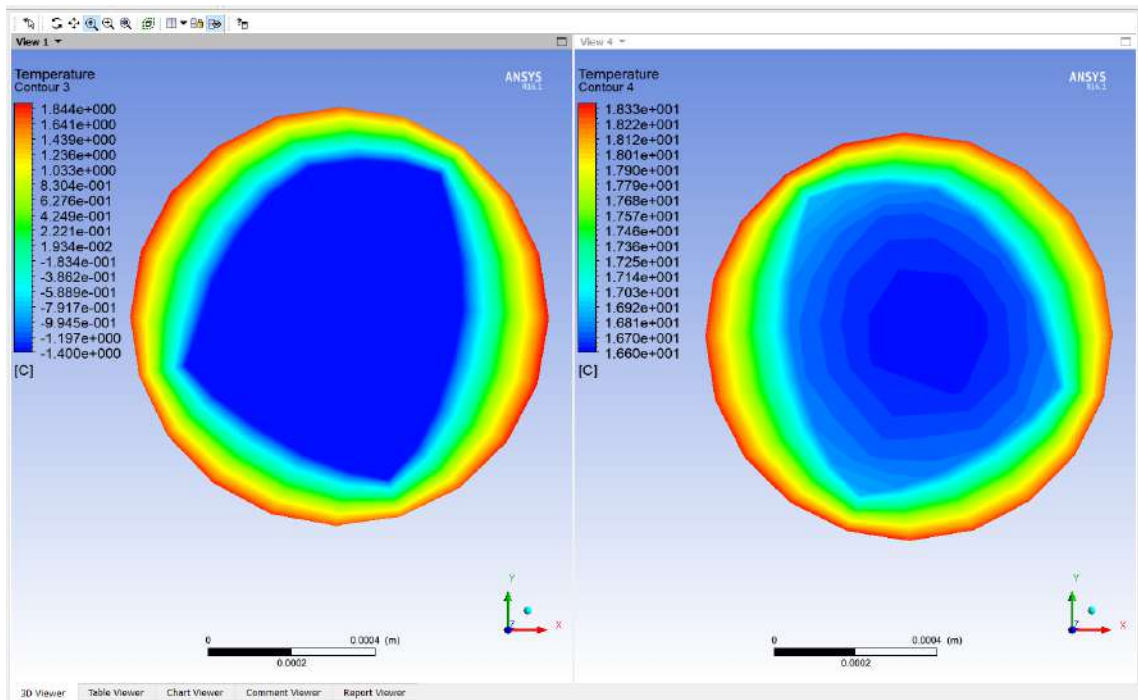 View 1
Temperature
Contour 3
1.844e+000
1.641e+000
1.439e+000
1.236e+000
1.033e+000
8.304e-001
6.276e-001
4.249e-001
2.221e-001
1.934e-002
-1.834e-001
-3.862e-001
-5.889e-001
-7.917e-001
-9.945e-001
-1.197e+000
-1.400e+000
[C]
ANSYS
R16.1
Y
X
Z
0 0.0004 (m)
0.0002
View 4
Temperature
Contour 4
1.833e+001
1.822e+001
1.812e+001
1.801e+001
1.790e+001
1.779e+001
1.768e+001
1.757e+001
1.746e+001
1.736e+001
1.725e+001
1.714e+001
1.703e+001
1.692e+001
1.681e+001
1.670e+001
1.660e+001
[C]
ANSYS
R16.1
Y
X
Z
0 0.0004 (m)
0.0002
3D Viewer Table Viewer Chart Viewer Comment Viewer Report Viewer